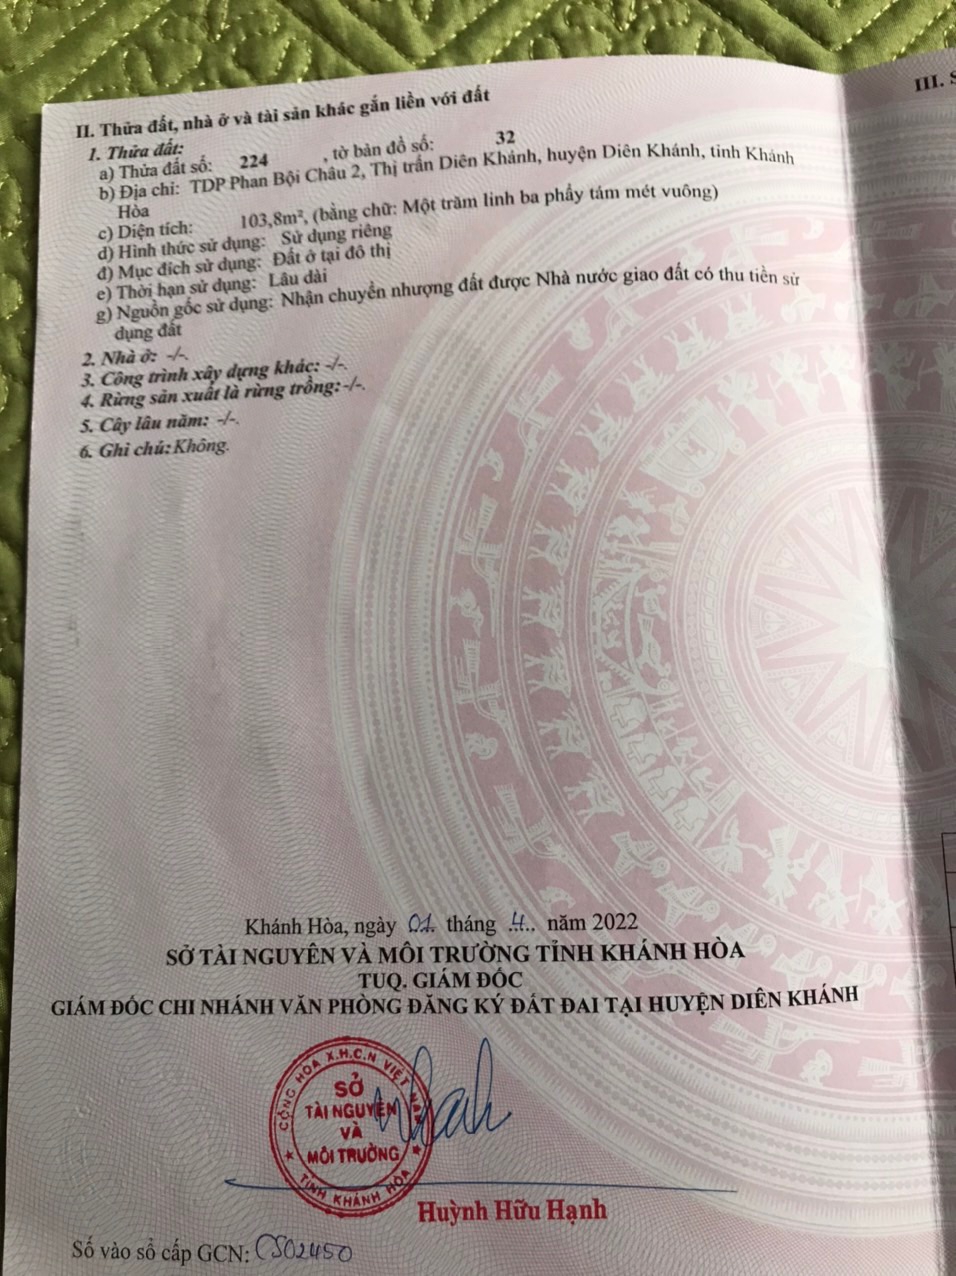 II. Thửa đất, nhà ở và tài sản khác gắn liền với đất
III. S
1. Thửa đất:
a) Thửa đất số: 224 , tờ bản đồ số: 32
b) Địa chỉ: TDP Phan Bội Châu 2, Thị trấn Diên Khánh, huyện Diên Khánh, tỉnh Khánh
Hòa
c) Diện tích: 103,8m², (bằng chữ: Một trăm linh ba phẩy tám mét vuông)
d) Hình thức sử dụng: Sử dụng riêng
đ) Mục đích sử dụng: Đất ở tại đô thị
e) Thời hạn sử dụng: Lâu dài
g) Nguồn gốc sử dụng: Nhận chuyển nhượng đất được Nhà nước giao đất có thu tiền sử
dụng đất
2. Nhà ở: -/-.
3. Công trình xây dựng khác: -/-.
4. Rừng sản xuất là rừng trồng: -/-.
5. Cây lâu năm: -/-.
6. Ghi chú: Không.
Khánh Hòa, ngày 01. tháng .4.. năm 2022
SỞ TÀI NGUYÊN VÀ MÔI TRƯỜNG TỈNH KHÁNH HÒA
TUQ. GIÁM ĐỐC
GIÁM ĐỐC CHI NHÁNH VĂN PHÒNG ĐĂNG KÝ ĐẤT ĐAI TẠI HUYỆN DIÊN KHÁNH
CỘNG HÒA X.H.C.N VIỆT NAM
SỞ
TÀI NGUYÊN
VÀ
MÔI TRƯỜNG
TỈNH KHÁNH HÒA
Huỳnh Hữu Hạnh
Số vào sổ cấp GCN: CS02450